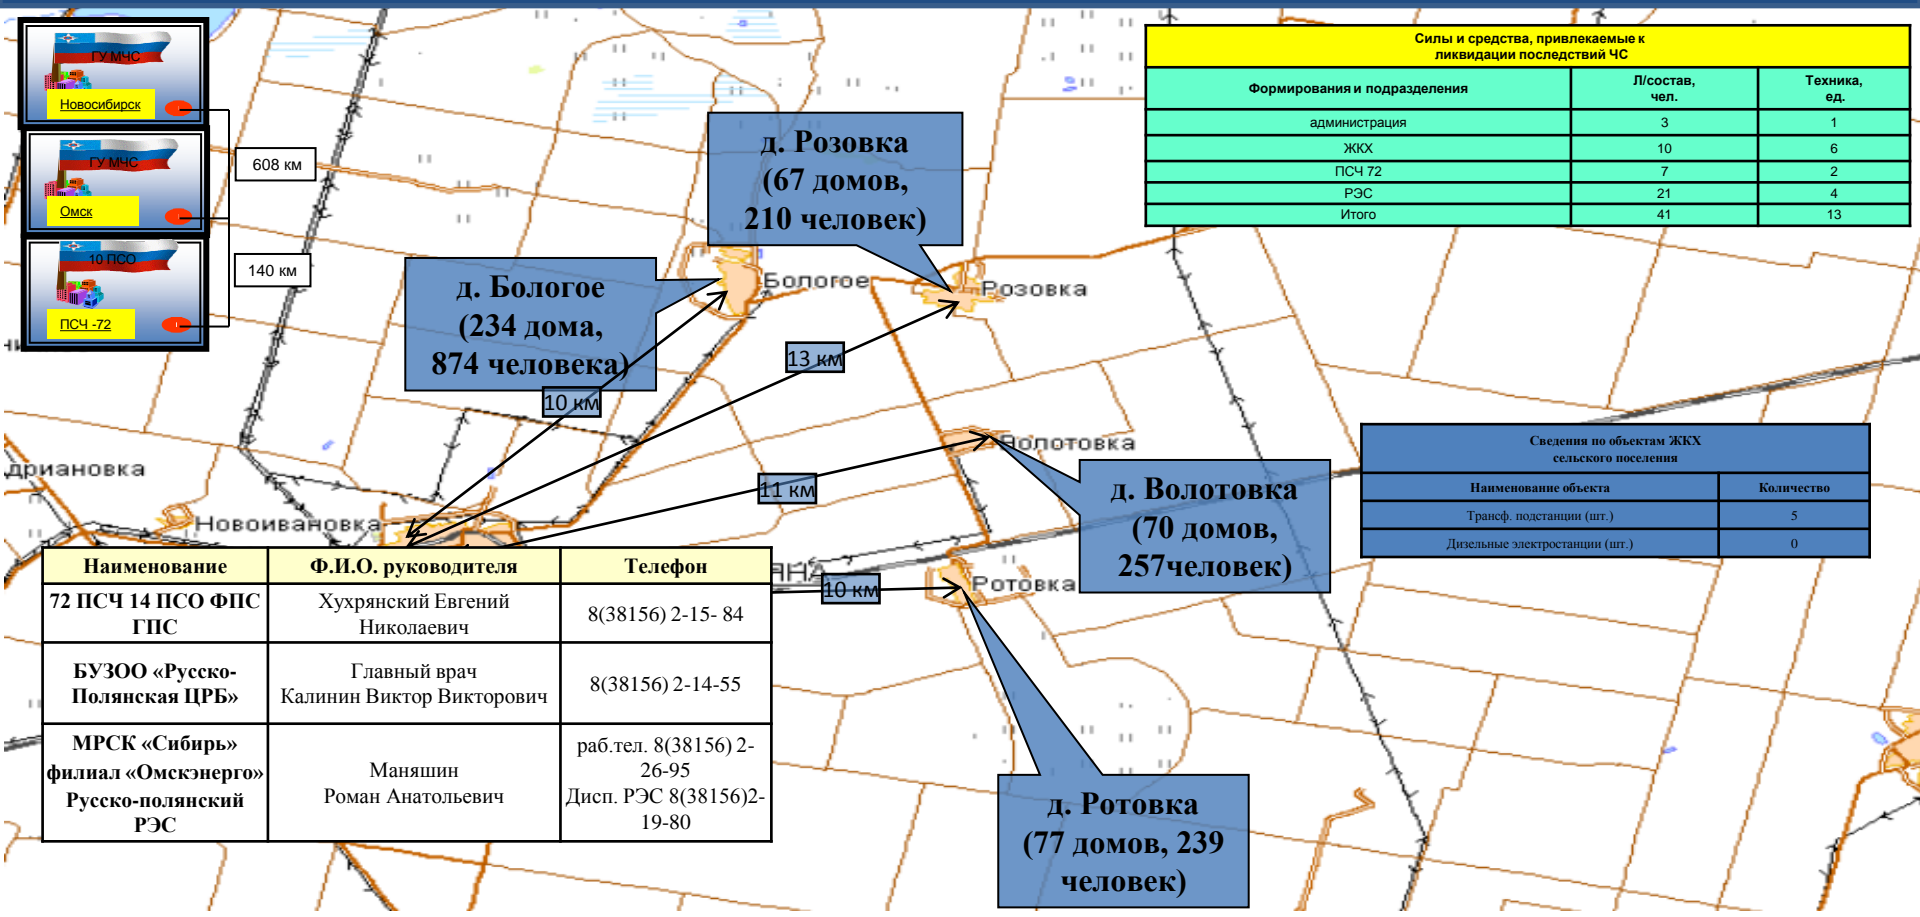 ГУ МЧС
Новосибирск
ГУ МЧС
Омск
10 ПСО
ПСЧ -72
608 км
140 км
Силы и средства, привлекаемые к
ликвидации последствий ЧС
Формирования и подразделения Л/состав, чел. Техника, ед.
администрация 3 1
ЖКХ 10 6
ПСЧ 72 7 2
РЭС 21 4
Итого 41 13
д. Розовка
(67 домов,
210 человек)
д. Бологое
(234 дома,
874 человека)
Бологое
Розовка
13 км
10 км
Волотовка
11 км
дриановка
Новоивановка
д. Волотовка
(70 домов,
257человек)
Сведения по объектам ЖКХ
сельского поселения
Наименование объекта Количество
Трансф. подстанции (шт.) 5
Дизельные электростанции (шт.) 0
ЯНА
10 км
Ротовка
Наименование Ф.И.О. руководителя Телефон
72 ПСЧ 14 ПСО ФПС
ГПС
Хухрянский Евгений
Николаевич
8(38156) 2-15- 84
БУЗОО «Русско-
Полянская ЦРБ»
Главный врач
Калинин Виктор Викторович
8(38156) 2-14-55
МРСК «Сибирь»
филиал «Омскэнерго»
Русско-полянский
РЭС
Маняшин
Роман Анатольевич
раб.тел. 8(38156) 2-
26-95
Дисп. РЭС 8(38156)2-
19-80
д. Ротовка
(77 домов, 239
человек)